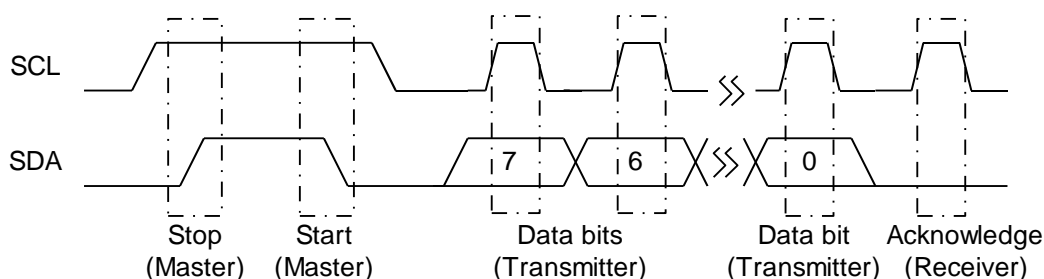 SCL
SDA
7
6
0
Stop
(Master)
Start
(Master)
Data bits
(Transmitter)
Data bit
(Transmitter)
Acknowledge
(Receiver)